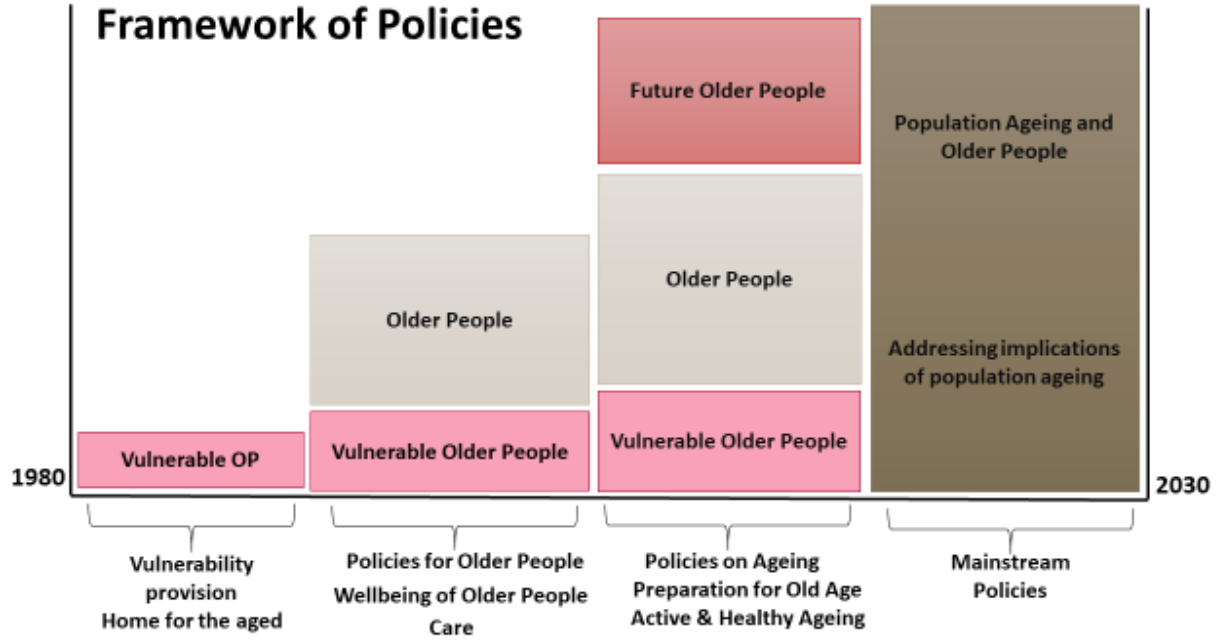 Framework of Policies
Future Older People
Population Ageing and
Older People
Older People
Older People
Addressing implications
of population ageing
Vulnerable OP
Vulnerable Older People
Vulnerable Older People
1980
2030
Vulnerability
provision
Home for the aged
Policies for Older People
Wellbeing of Older People
Care
Policies on Ageing
Preparation for Old Age
Active & Healthy Ageing
Mainstream
Policies